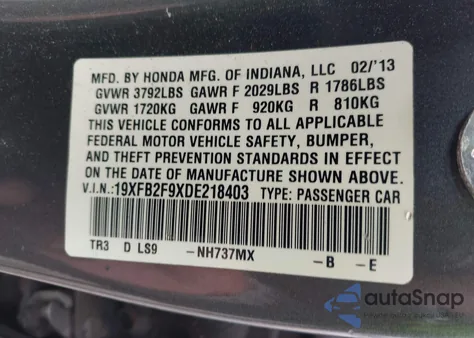 MFD. BY HONDA MFG. OF INDIANA, LLC 02/'13
GVWR 3792LBS GAWR F 2029LBS R 1786LBS
GVWR 1720KG GAWR F 920KG R 810KG
THIS VEHICLE CONFORMS TO ALL APPLICABLE
FEDERAL MOTOR VEHICLE SAFETY, BUMPER,
AND THEFT PREVENTION STANDARDS IN EFFECT
ON THE DATE OF MANUFACTURE SHOWN ABOVE.
V.I.N.: 19XFB2F9XDE218403 TYPE: PASSENGER CAR
TR3 D LS9 -NH737MX -B -E
autoSnap